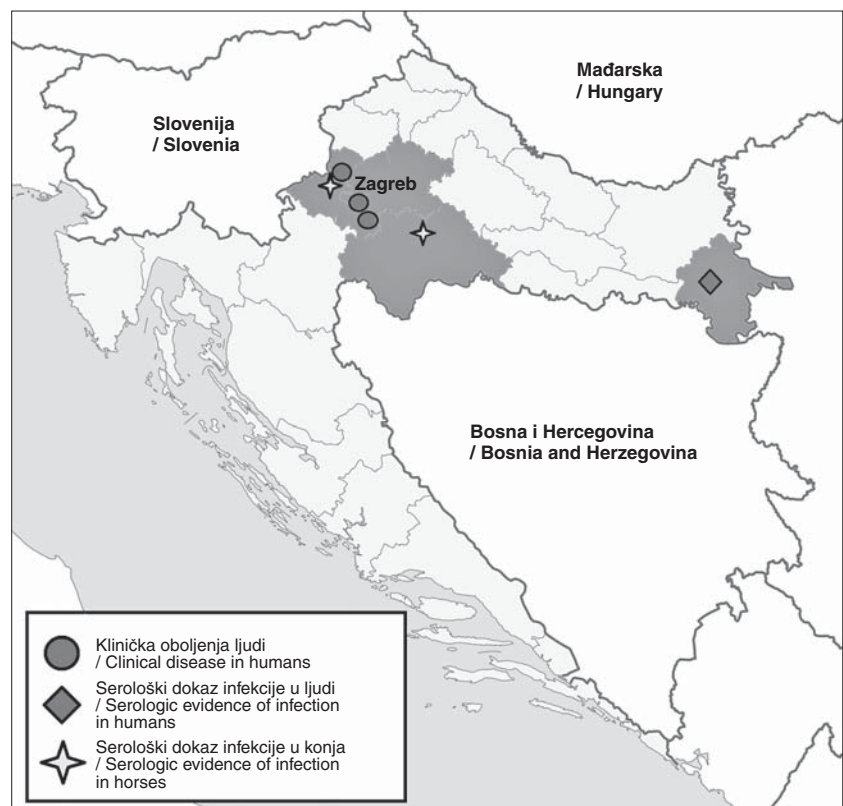 Mađarska
/ Hungary
Slovenija
/ Slovenia
Zagreb
Bosna i Hercegovina
/ Bosnia and Herzegovina
Klinička oboljenja ljudi
/ Clinical disease in humans
Serološki dokaz infekcije u ljudi
/ Serologic evidence of infection
in humans
Serološki dokaz infekcije u konja
/ Serologic evidence of infection
in horses